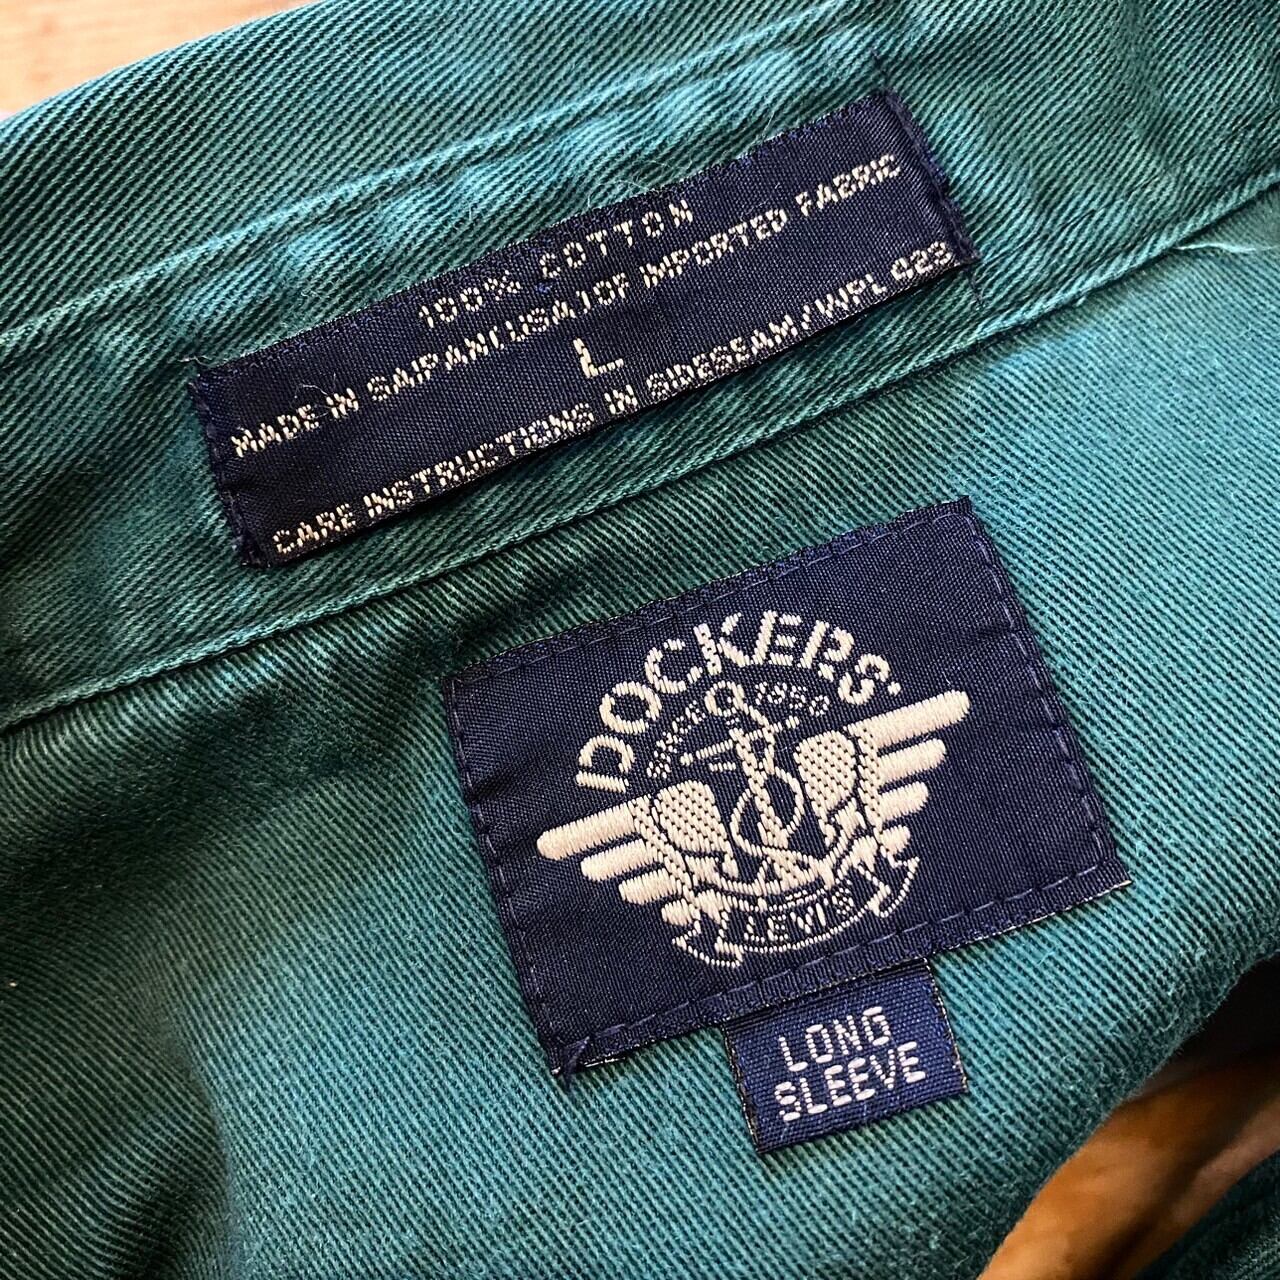 100% COTTON
MADE IN SAIPAN (USA) OF IMPORTED FABRIC
L
CARE INSTRUCTIONS IN SIDESEAM/WPL 423
DOCKERS
SINCE 1850
LEVI'S
LONG
SLEEVE